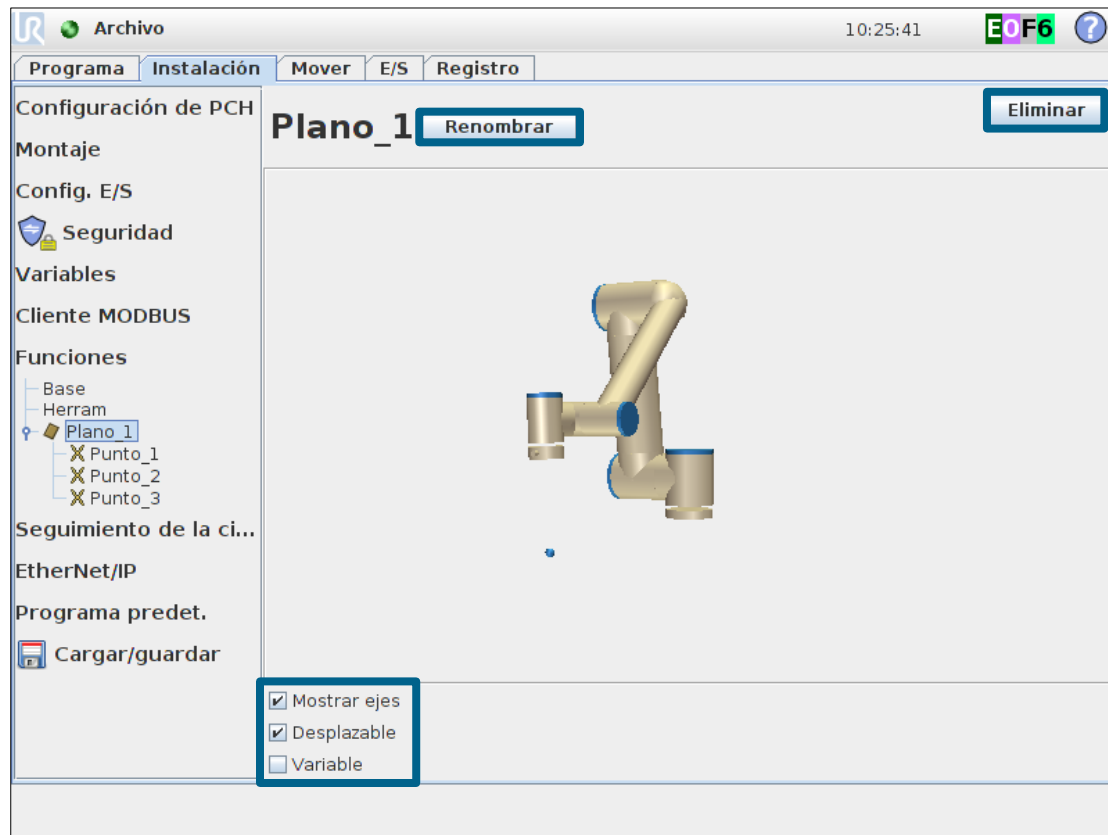 UR Archivo 10:25:41 E0F6 ?
Programa Instalación Mover E/S Registro
Configuración de PCH
Montaje
Config. E/S
Seguridad
Variables
Cliente MODBUS
Funciones
Base
Herram
Plano_1
Punto_1
Punto_2
Punto_3
Seguimiento de la ci...
EtherNet/IP
Programa predet.
Cargar/guardar
Plano_1 Renombrar Eliminar
Mostrar ejes
Desplazable
Variable